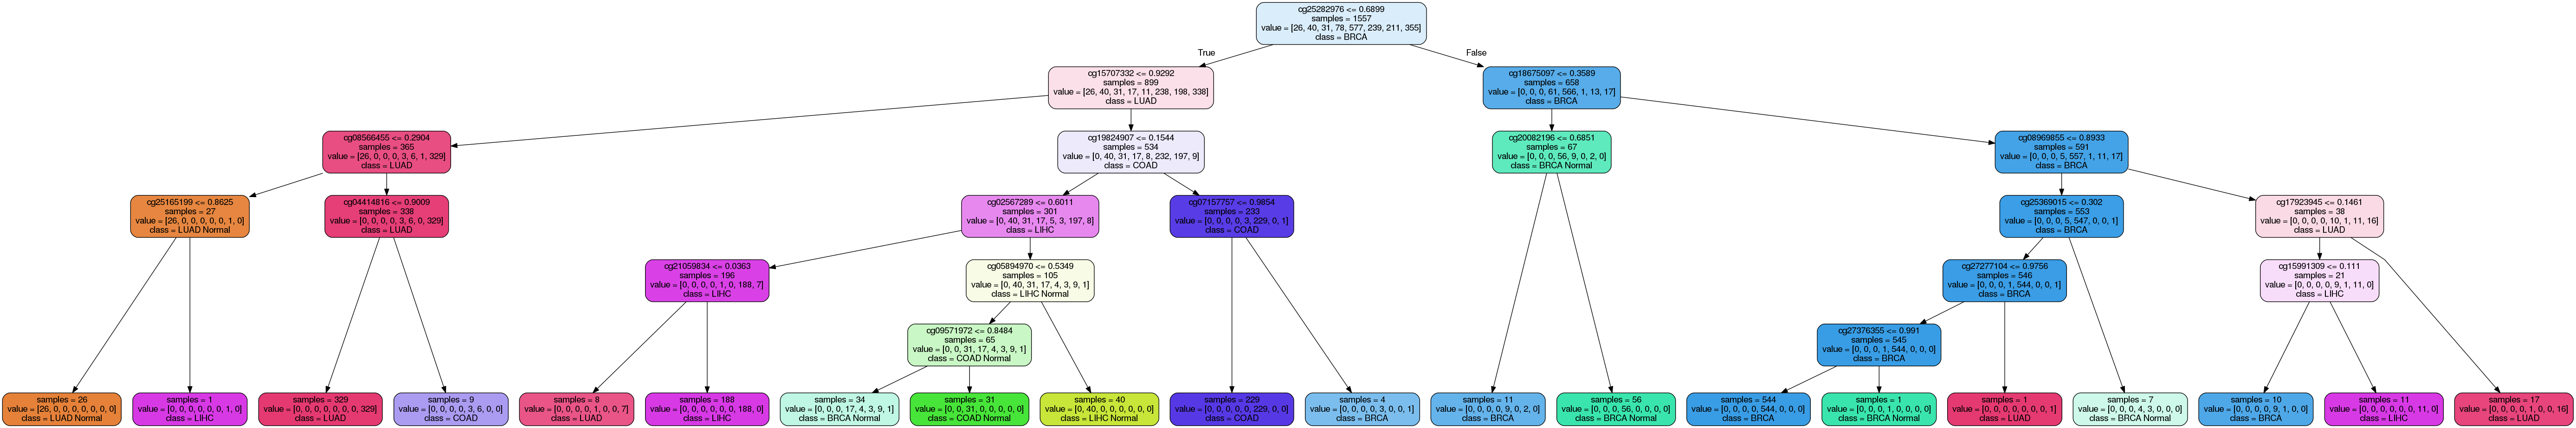 cg25282976 <= 0.6899
samples = 1557
value = [26, 40, 31, 78, 577, 239, 211, 355]
class = BRCA
True
False
cg15707332 <= 0.9292
samples = 899
value = [26, 40, 31, 17, 11, 238, 198, 338]
class = LUAD
cg18675097 <= 0.3589
samples = 658
value = [0, 0, 0, 61, 566, 1, 13, 17]
class = BRCA
cg08566455 <= 0.2904
samples = 365
value = [26, 0, 0, 0, 3, 6, 1, 329]
class = LUAD
cg19824907 <= 0.1544
samples = 534
value = [0, 40, 31, 17, 8, 232, 197, 9]
class = COAD
cg20082196 <= 0.6851
samples = 67
value = [0, 0, 0, 56, 9, 0, 2, 0]
class = BRCA Normal
cg08969855 <= 0.8933
samples = 591
value = [0, 0, 0, 5, 557, 1, 11, 17]
class = BRCA
cg25165199 <= 0.8625
samples = 27
value = [26, 0, 0, 0, 0, 0, 1, 0]
class = LUAD Normal
cg04414816 <= 0.9009
samples = 338
value = [0, 0, 0, 0, 3, 6, 0, 329]
class = LUAD
cg02567289 <= 0.6011
samples = 301
value = [0, 40, 31, 17, 5, 3, 197, 8]
class = LIHC
cg07157757 <= 0.9854
samples = 233
value = [0, 0, 0, 0, 3, 229, 0, 1]
class = COAD
cg25369015 <= 0.302
samples = 553
value = [0, 0, 0, 5, 547, 0, 0, 1]
class = BRCA
cg17923945 <= 0.1461
samples = 38
value = [0, 0, 0, 0, 10, 1, 11, 16]
class = LUAD
cg21059834 <= 0.0363
samples = 196
value = [0, 0, 0, 0, 1, 0, 188, 7]
class = LIHC
cg05894970 <= 0.5349
samples = 105
value = [0, 40, 31, 17, 4, 3, 9, 1]
class = LIHC Normal
cg27277104 <= 0.9756
samples = 546
value = [0, 0, 0, 1, 544, 0, 0, 1]
class = BRCA
cg15991309 <= 0.111
samples = 21
value = [0, 0, 0, 0, 9, 1, 11, 0]
class = LIHC
cg09571972 <= 0.8484
samples = 65
value = [0, 0, 31, 17, 4, 3, 9, 1]
class = COAD Normal
cg27376355 <= 0.991
samples = 545
value = [0, 0, 0, 1, 544, 0, 0, 0]
class = BRCA
samples = 26
value = [26, 0, 0, 0, 0, 0, 0, 0]
class = LUAD Normal
samples = 1
value = [0, 0, 0, 0, 0, 0, 1, 0]
class = LIHC
samples = 329
value = [0, 0, 0, 0, 0, 0, 0, 329]
class = LUAD
samples = 9
value = [0, 0, 0, 0, 3, 6, 0, 0]
class = COAD
samples = 8
value = [0, 0, 0, 0, 1, 0, 0, 7]
class = LUAD
samples = 188
value = [0, 0, 0, 0, 0, 0, 188, 0]
class = LIHC
samples = 34
value = [0, 0, 0, 17, 4, 3, 9, 1]
class = BRCA Normal
samples = 31
value = [0, 0, 31, 0, 0, 0, 0, 0]
class = COAD Normal
samples = 40
value = [0, 40, 0, 0, 0, 0, 0, 0]
class = LIHC Normal
samples = 229
value = [0, 0, 0, 0, 0, 229, 0, 0]
class = COAD
samples = 4
value = [0, 0, 0, 0, 3, 0, 0, 1]
class = BRCA
samples = 11
value = [0, 0, 0, 0, 9, 0, 2, 0]
class = BRCA
samples = 56
value = [0, 0, 0, 56, 0, 0, 0, 0]
class = BRCA Normal
samples = 544
value = [0, 0, 0, 0, 544, 0, 0, 0]
class = BRCA
samples = 1
value = [0, 0, 0, 1, 0, 0, 0, 0]
class = BRCA Normal
samples = 1
value = [0, 0, 0, 0, 0, 0, 0, 1]
class = LUAD
samples = 7
value = [0, 0, 0, 4, 3, 0, 0, 0]
class = BRCA Normal
samples = 10
value = [0, 0, 0, 0, 9, 1, 0, 0]
class = BRCA
samples = 11
value = [0, 0, 0, 0, 0, 0, 11, 0]
class = LIHC
samples = 17
value = [0, 0, 0, 0, 1, 0, 0, 16]
class = LUAD